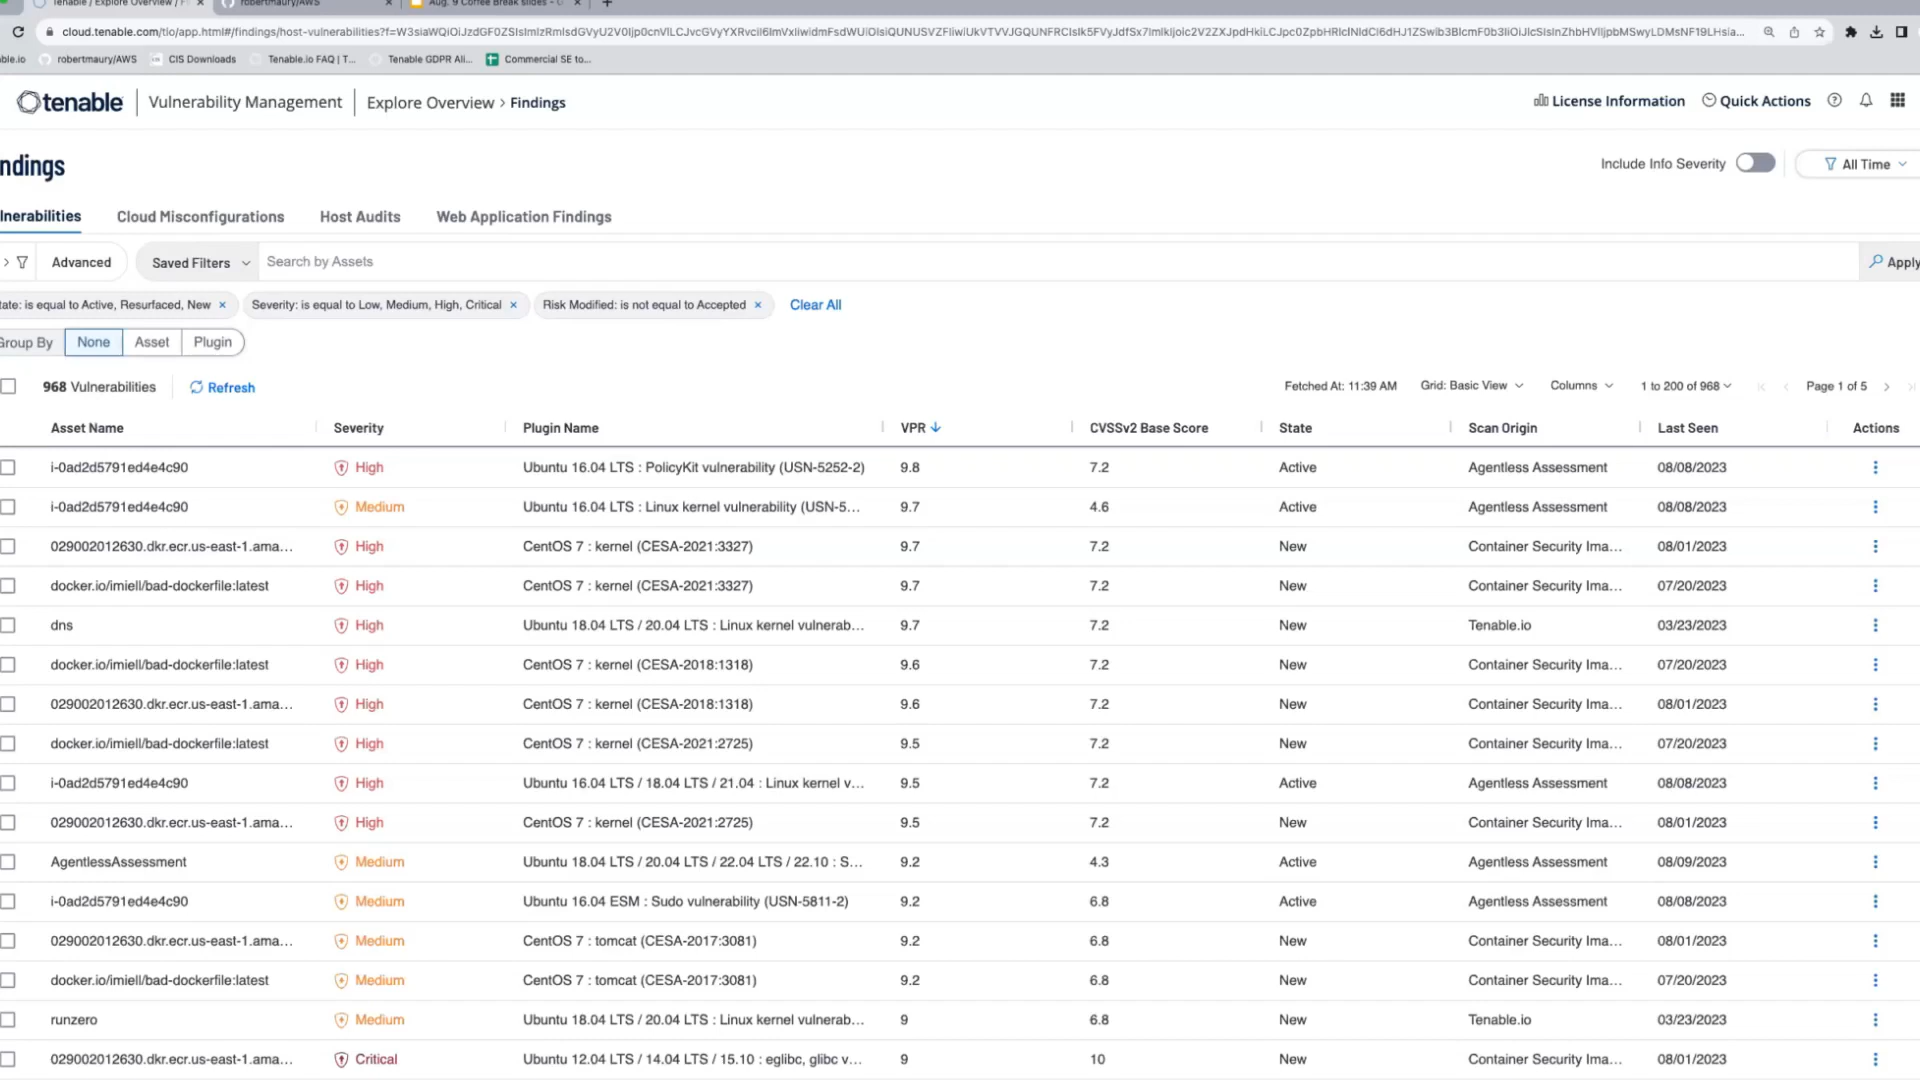 Tenable / Explore Overview / F
robertmaury/AWS
Aug. 9 Coffee Break slides -
cloud.tenable.com/tio/app.html#/findings/host-vulnerabilities?f=
ble.io
robertmaury/AWS
CIS Downloads
Tenable.io FAQ | T...
Tenable GDPR Ali...
Commercial SE to...
tenable
Vulnerability Management
Explore Overview > Findings
License Information
Quick Actions
ndings
Include Info Severity
All Time
lnerabilities
Cloud Misconfigurations
Host Audits
Web Application Findings
Advanced
Saved Filters
Search by Assets
Apply
tate: is equal to Active, Resurfaced, New ×
Severity: is equal to Low, Medium, High, Critical ×
Risk Modified: is not equal to Accepted ×
Clear All
Group By
None
Asset
Plugin
968 Vulnerabilities
Refresh
Fetched At: 11:39 AM
Grid: Basic View
Columns
1 to 200 of 968
Page 1 of 5
Asset Name Severity Plugin Name VPR CVSSv2 Base Score State Scan Origin Last Seen Actions
i-0ad2d5791ed4e4c90 High Ubuntu 16.04 LTS : PolicyKit vulnerability (USN-5252-2) 9.8 7.2 Active Agentless Assessment 08/08/2023
i-0ad2d5791ed4e4c90 Medium Ubuntu 16.04 LTS : Linux kernel vulnerability (USN-5... 9.7 4.6 Active Agentless Assessment 08/08/2023
029002012630.dkr.ecr.us-east-1.ama... High CentOS 7 : kernel (CESA-2021:3327) 9.7 7.2 New Container Security Ima... 08/01/2023
docker.io/imiell/bad-dockerfile:latest High CentOS 7 : kernel (CESA-2021:3327) 9.7 7.2 New Container Security Ima... 07/20/2023
dns High Ubuntu 18.04 LTS / 20.04 LTS : Linux kernel vulnerab... 9.7 7.2 New Tenable.io 03/23/2023
docker.io/imiell/bad-dockerfile:latest High CentOS 7 : kernel (CESA-2018:1318) 9.6 7.2 New Container Security Ima... 07/20/2023
029002012630.dkr.ecr.us-east-1.ama... High CentOS 7 : kernel (CESA-2018:1318) 9.6 7.2 New Container Security Ima... 08/01/2023
docker.io/imiell/bad-dockerfile:latest High CentOS 7 : kernel (CESA-2021:2725) 9.5 7.2 New Container Security Ima... 07/20/2023
i-0ad2d5791ed4e4c90 High Ubuntu 16.04 LTS / 18.04 LTS / 21.04 : Linux kernel v... 9.5 7.2 Active Agentless Assessment 08/08/2023
029002012630.dkr.ecr.us-east-1.ama... High CentOS 7 : kernel (CESA-2021:2725) 9.5 7.2 New Container Security Ima... 08/01/2023
AgentlessAssessment Medium Ubuntu 18.04 LTS / 20.04 LTS / 22.04 LTS / 22.10 : S... 9.2 4.3 Active Agentless Assessment 08/09/2023
i-0ad2d5791ed4e4c90 Medium Ubuntu 16.04 ESM : Sudo vulnerability (USN-5811-2) 9.2 6.8 Active Agentless Assessment 08/08/2023
029002012630.dkr.ecr.us-east-1.ama... Medium CentOS 7 : tomcat (CESA-2017:3081) 9.2 6.8 New Container Security Ima... 08/01/2023
docker.io/imiell/bad-dockerfile:latest Medium CentOS 7 : tomcat (CESA-2017:3081) 9.2 6.8 New Container Security Ima... 07/20/2023
runzero Medium Ubuntu 18.04 LTS / 20.04 LTS : Linux kernel vulnerab... 9 6.8 New Tenable.io 03/23/2023
029002012630.dkr.ecr.us-east-1.ama... Critical Ubuntu 12.04 LTS / 14.04 LTS / 15.10 : eglibc, glibc v... 9 10 New Container Security Ima... 08/01/2023